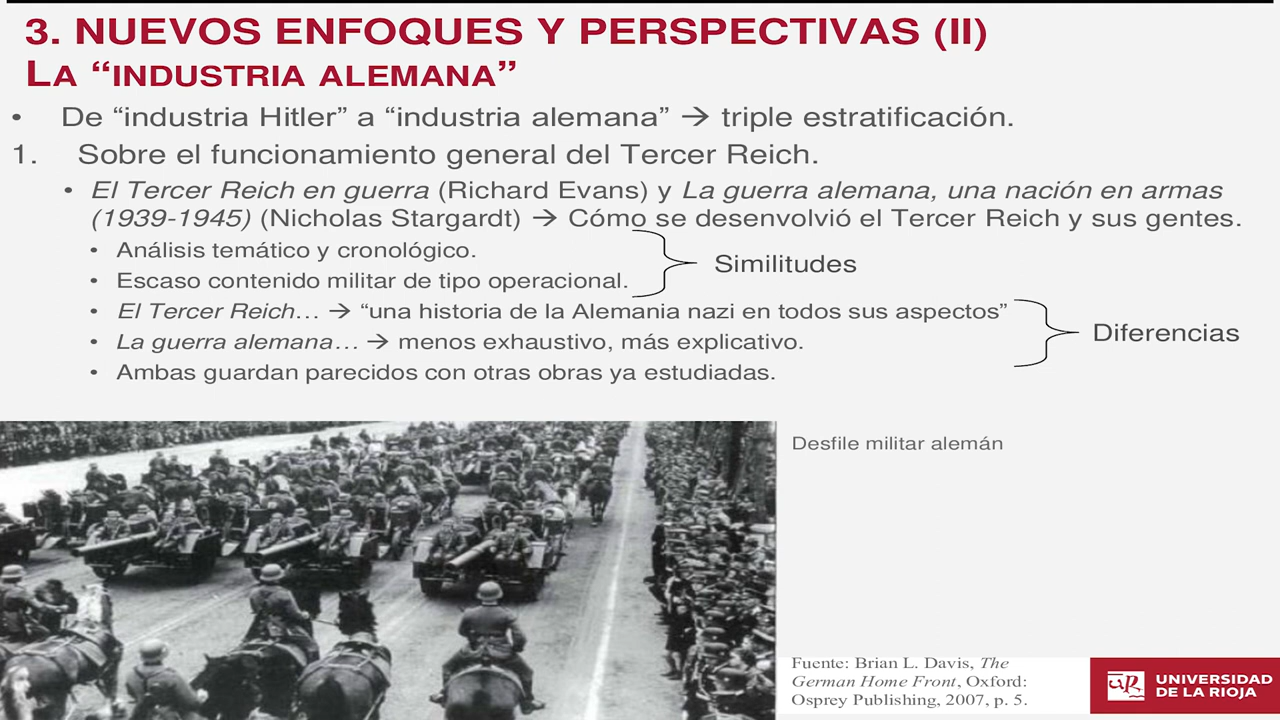 3. NUEVOS ENFOQUES Y PERSPECTIVAS (II)
LA “INDUSTRIA ALEMANA”
• De “industria Hitler” a “industria alemana” → triple estratificación.
1. Sobre el funcionamiento general del Tercer Reich.
• El Tercer Reich en guerra (Richard Evans) y La guerra alemana, una nación en armas
(1939-1945) (Nicholas Stargardt) → Cómo se desenvolvió el Tercer Reich y sus gentes.
• Análisis temático y cronológico.
• Escaso contenido militar de tipo operacional.
Similitudes
• El Tercer Reich… → “una historia de la Alemania nazi en todos sus aspectos”
• La guerra alemana… → menos exhaustivo, más explicativo.
• Ambas guardan parecidos con otras obras ya estudiadas.
Diferencias
Desfile militar alemán
Fuente: Brian L. Davis, The
German Home Front, Oxford:
Osprey Publishing, 2007, p. 5.
UNIVERSIDAD
DE LA RIOJA